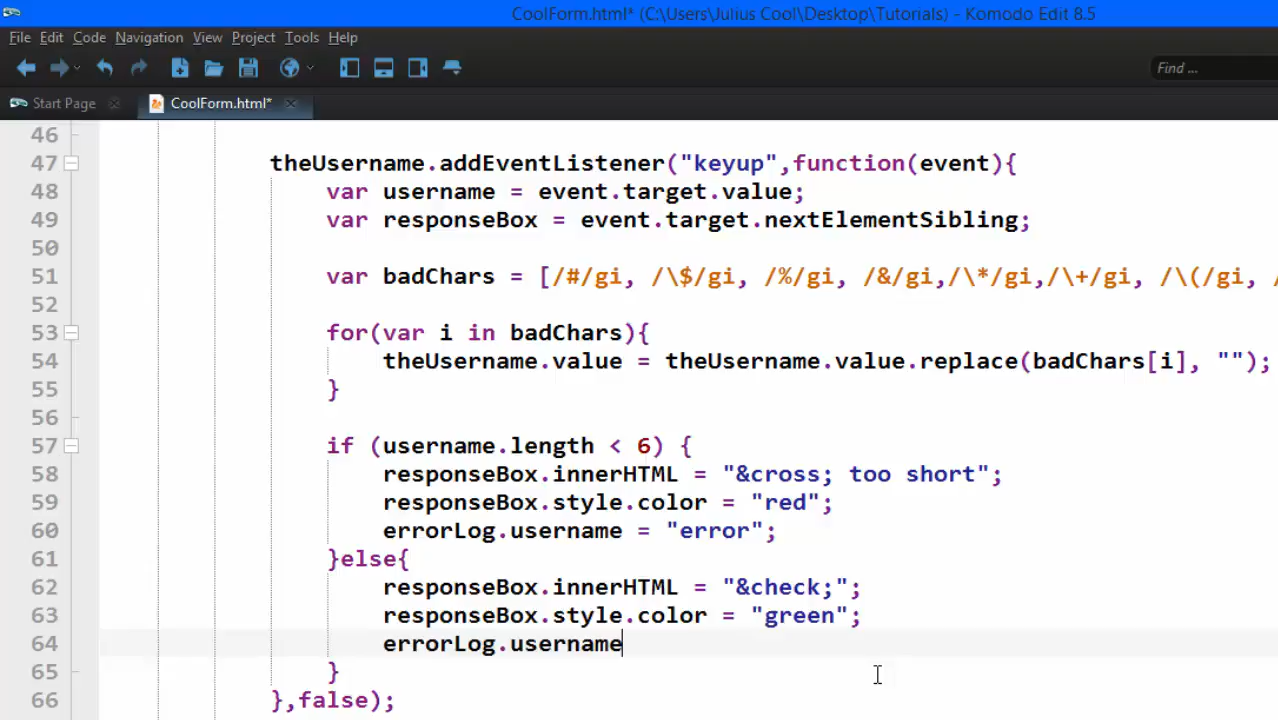 CoolForm.html* (C:\Users\Julius Cool\Desktop\Tutorials) - Komodo Edit 8.5
File Edit Code Navigation View Project Tools Help
Find ...
Start Page CoolForm.html*
46
47 theUsername.addEventListener("keyup",function(event){
48 var username = event.target.value;
49 var responseBox = event.target.nextElementSibling;
50
51 var badChars = [/#/gi, /\$/gi, /%/gi, /&/gi,/\*/gi,/\+/gi, /\(/gi, /
52
53 for(var i in badChars){
54 theUsername.value = theUsername.value.replace(badChars[i], "");
55 }
56
57 if (username.length < 6) {
58 responseBox.innerHTML = "&cross; too short";
59 responseBox.style.color = "red";
60 errorLog.username = "error";
61 }else{
62 responseBox.innerHTML = "&check;";
63 responseBox.style.color = "green";
64 errorLog.username
65 }
66 },false);